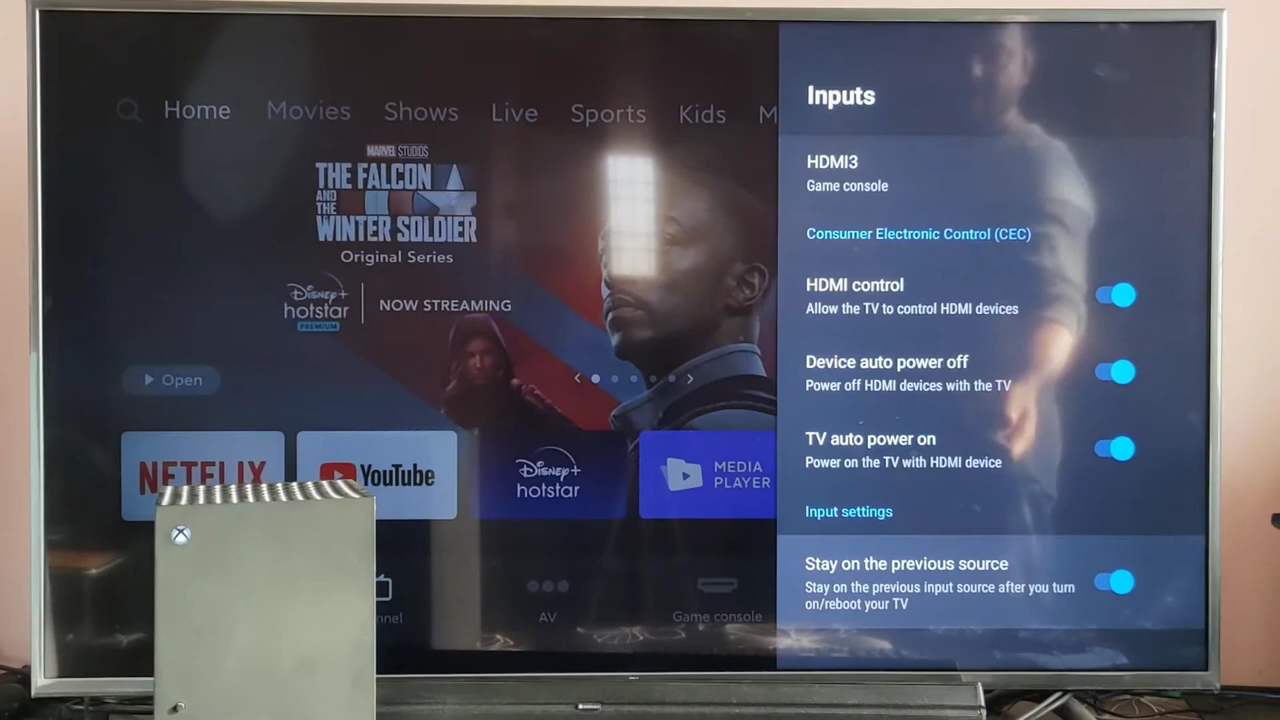 Home Movies Shows Live Sports Kids M
MARVEL STUDIOS
THE FALCON
AND
THE
WINTER SOLDIER
Original Series
Disney+
hotstar
PREMIUM
NOW STREAMING
Open
NETFLIX
YouTube
Disney+
hotstar
MEDIA
PLAYER
nnel
AV
Game console
Inputs
HDMI3
Game console
Consumer Electronic Control (CEC)
HDMI control
Allow the TV to control HDMI devices
Device auto power off
Power off HDMI devices with the TV
TV auto power on
Power on the TV with HDMI device
Input settings
Stay on the previous source
Stay on the previous input source after you turn
on/reboot your TV